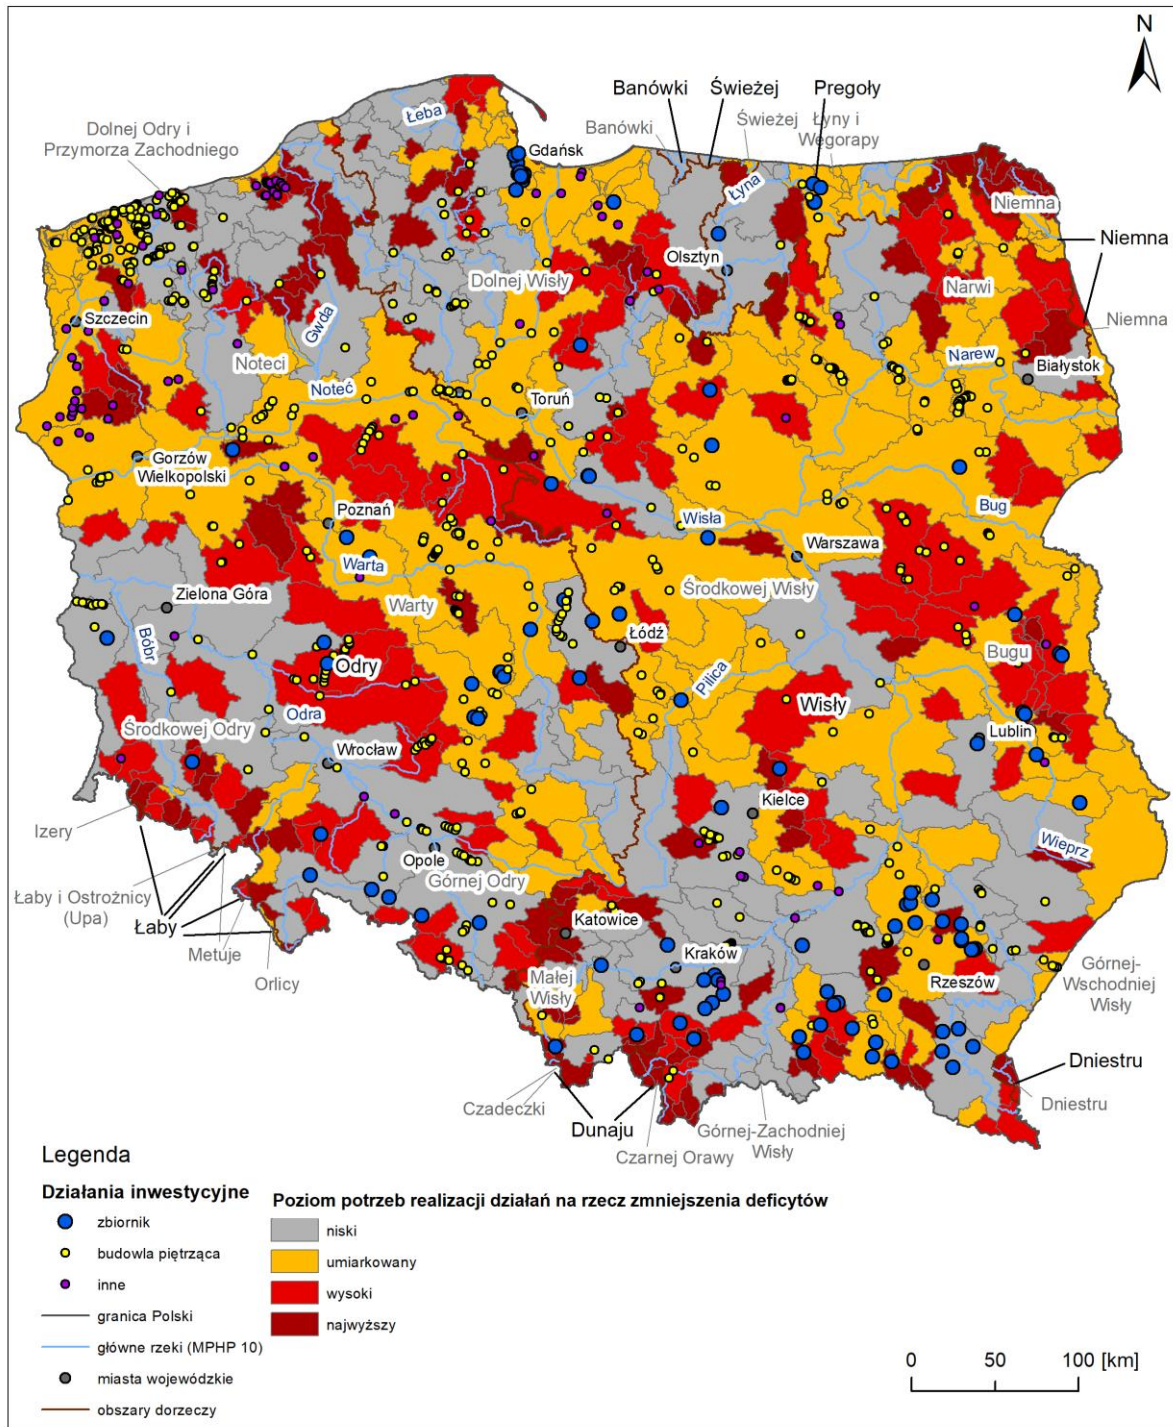 N
Banówki
Świeżej
Pregoły
Banówki
Świeżej
Łyny i
Węgorapy
Dolnej Odry i
Przymorza Zachodniego
Łeba
Gdańsk
Łyna
Niemna
Niemna
Olsztyn
Dolnej Wisły
Narwi
Szczecin
Gwda
Niemna
Noteci
Narew
Białystok
Noteć
Toruń
Gorzów
Wielkopolski
Poznań
Wisła
Bug
Warszawa
Warta
Środkowej Wisły
Zielona Góra
Warty
Łódź
Bóbr
Bugu
Odry
Pilica
Wisły
Odra
Środkowej Odry
Lublin
Wrocław
Kielce
Izery
Wieprz
Opole
Górnej Odry
Łaby i Ostrożnicy
(Upa)
Łaby
Katowice
Metuje
Kraków
Orlicy
Małej
Wisły
Rzeszów
Górnej-
Wschodniej
Wisły
Dniestru
Czadeczki
Dniestru
Dunaju
Górnej-Zachodniej
Wisły
Czarnej Orawy
Legenda
Działania inwestycyjne
zbiornik
budowla piętrząca
inne
granica Polski
główne rzeki (MPHP 10)
miasta wojewódzkie
obszary dorzeczy
Poziom potrzeb realizacji działań na rzecz zmniejszenia deficytów
niski
umiarkowany
wysoki
najwyższy
0 50 100 [km]